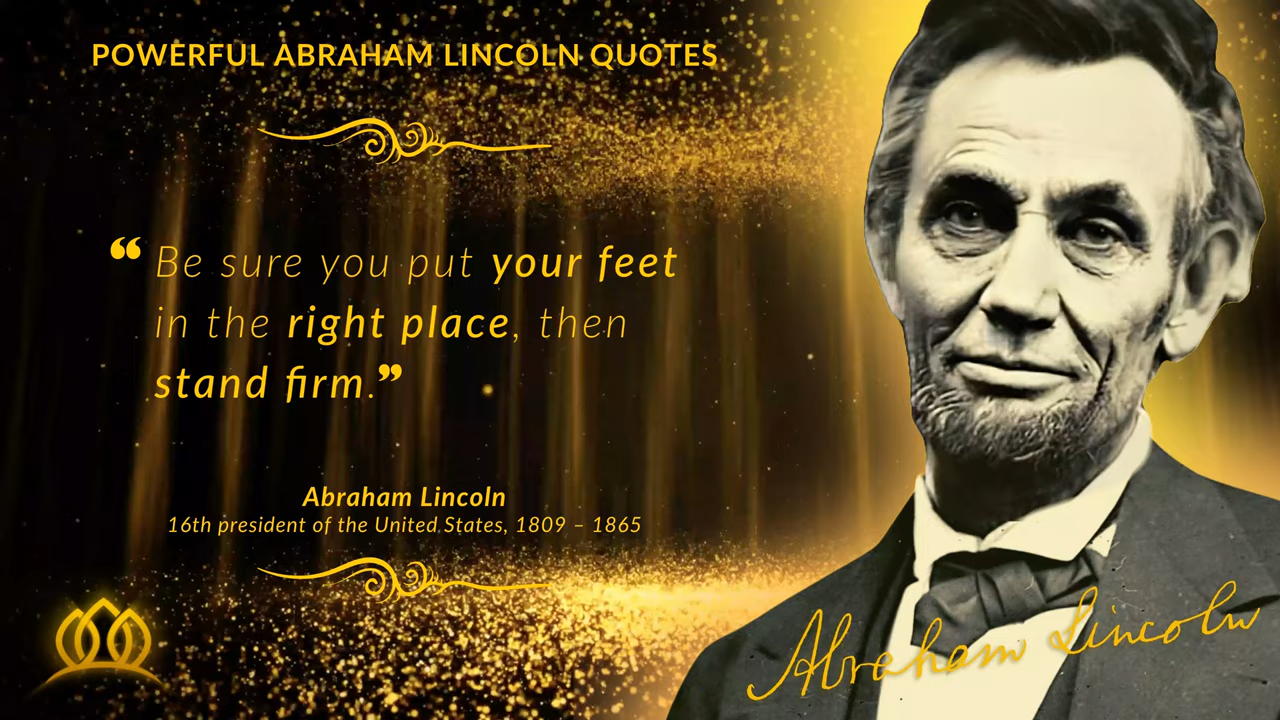 POWERFUL ABRAHAM LINCOLN QUOTES
“Be sure you put your feet
in the right place, then
stand firm.”
Abraham Lincoln
16th president of the United States, 1809 – 1865
Abraham Lincoln